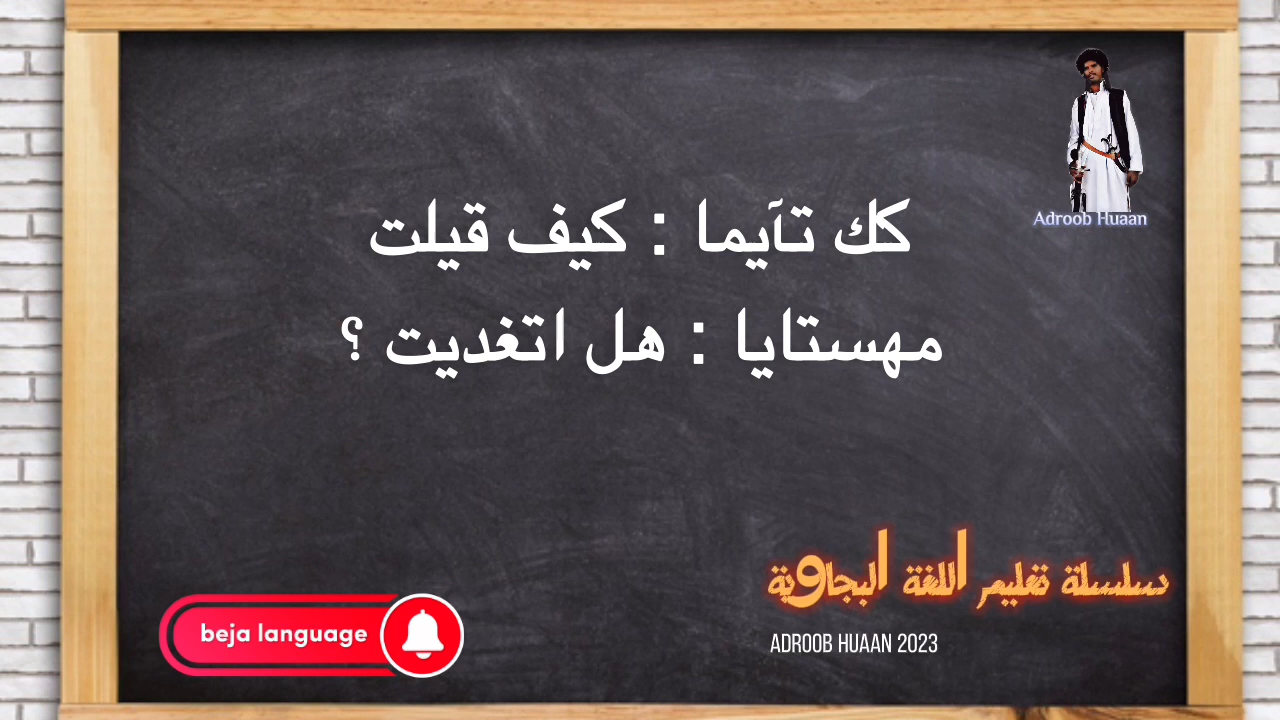 Adroob Huaan
كك تآيما : كيف قيلت
مهستايا : هل اتغديت ؟
سلسلة تعليم اللغة البجاوية
beja language
ADROOB HUAAN 2023